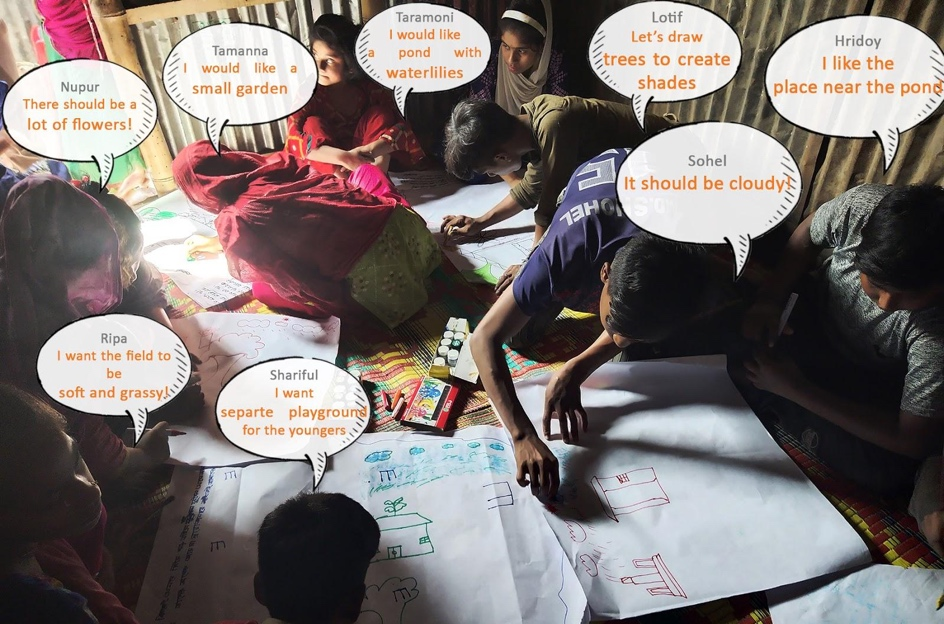 Taramoni
I would like
a pond with
waterlilies
Lotif
Let's draw
trees to create
shades
Hridoy
I like the
place near the pond
Tamanna
I would like a
small garden
Nupur
There should be a
lot of flowers!
Sohel
It should be cloudy!
SOHEL
Ripa
I want the field to
be
soft and grassy!
Shariful
I want
separte playground
for the youngers